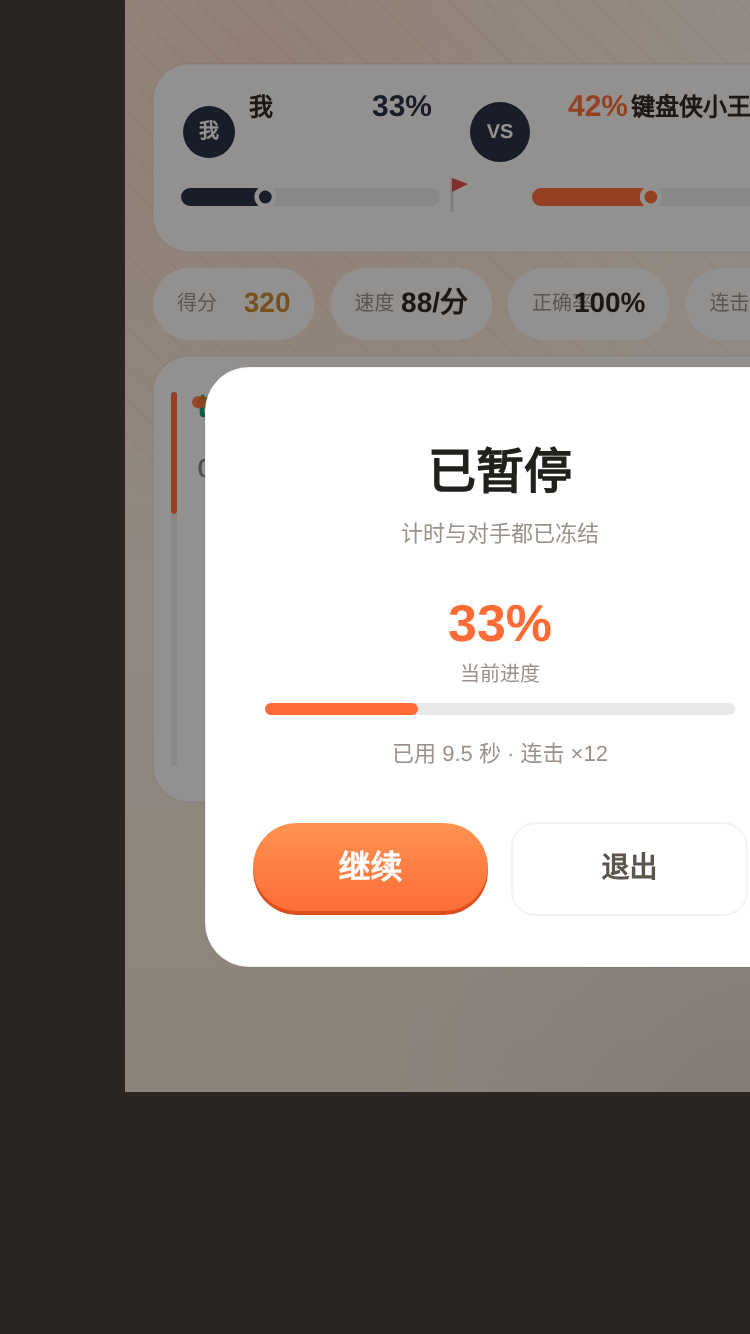 我 我 33% VS 42% 键盘侠小王
得分 320 速度 88/分 正确率 100% 连击
已暂停
计时与对手都已冻结
33%
当前进度
已用 9.5 秒 · 连击 ×12
继续 退出